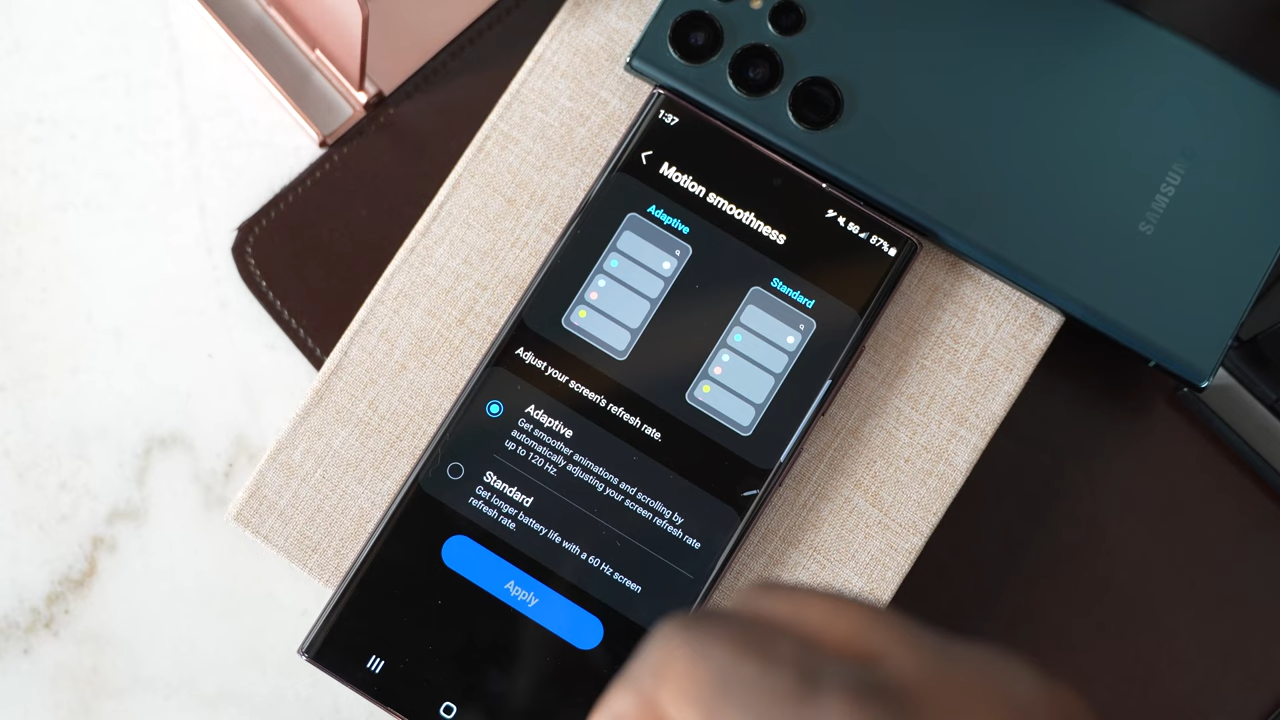 1:37
5G 87%
Motion smoothness
Adaptive
Standard
Adjust your screen's refresh rate.
Adaptive
Get smoother animations and scrolling by
automatically adjusting your screen refresh rate
up to 120 Hz.
Standard
Get longer battery life with a 60 Hz screen
refresh rate.
Apply
SAMSUNG